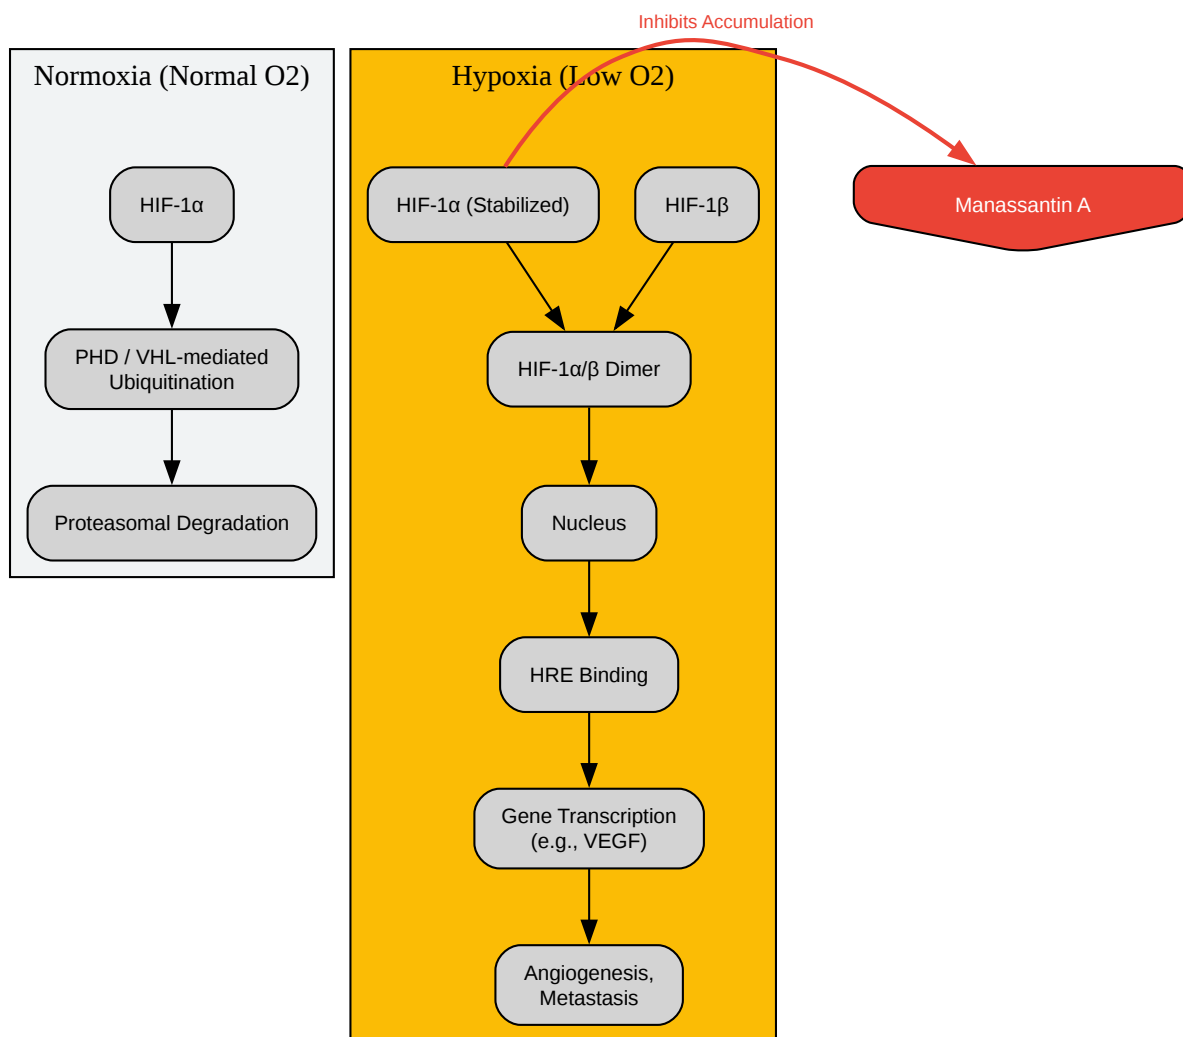 Inhibits Accumulation
Normoxia (Normal O2)
Hypoxia (Low O2)
HIF-1α
HIF-1α (Stabilized)
HIF-1β
Manassantin A
PHD / VHL-mediated
Ubiquitination
HIF-1α/β Dimer
Proteasomal Degradation
Nucleus
HRE Binding
Gene Transcription
(e.g., VEGF)
Angiogenesis,
Metastasis